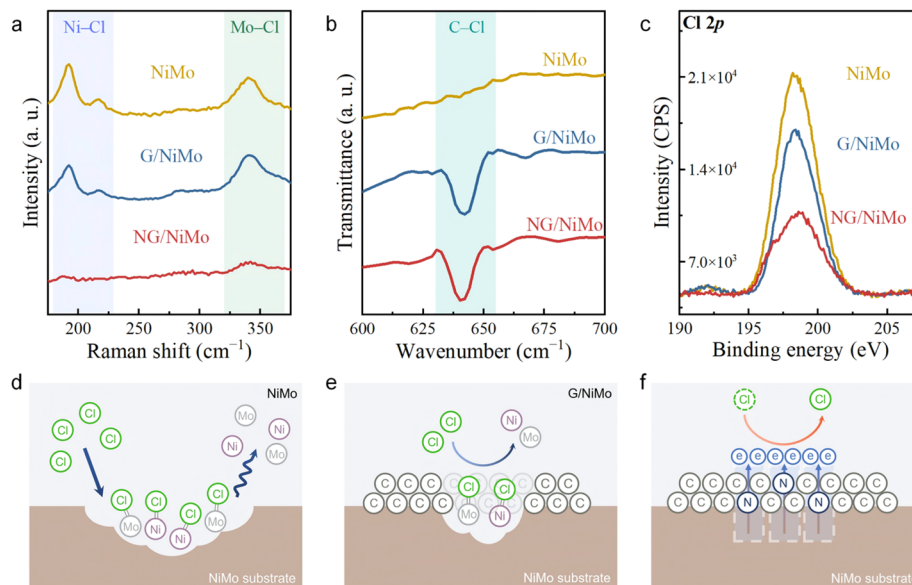 a
Ni–Cl
Mo–Cl
NiMo
G/NiMo
NG/NiMo
Intensity (a. u.)
200
250
300
350
Raman shift (cm⁻¹)
b
C–Cl
NiMo
G/NiMo
NG/NiMo
Transmittance (a. u.)
600
625
650
675
700
Wavenumber (cm⁻¹)
c
Cl 2p
NiMo
G/NiMo
NG/NiMo
2.1×10⁴
1.4×10⁴
7.0×10³
Intensity (CPS)
190
195
200
205
Binding energy (eV)
d
NiMo
Cl
Cl
Cl
Cl
Mo
Ni
Ni
Mo
Cl
Cl
Cl
Cl
Mo
Ni
Ni
Mo
NiMo substrate
e
G/NiMo
Cl
Cl
Ni
Mo
C C C C C C C C C C
Cl
Cl
C C C C C C C C
Mo
Ni
NiMo substrate
f
Cl
Cl
e e e e e e
C C C C C N C C C C C
C C C N C C N C C C
NiMo substrate